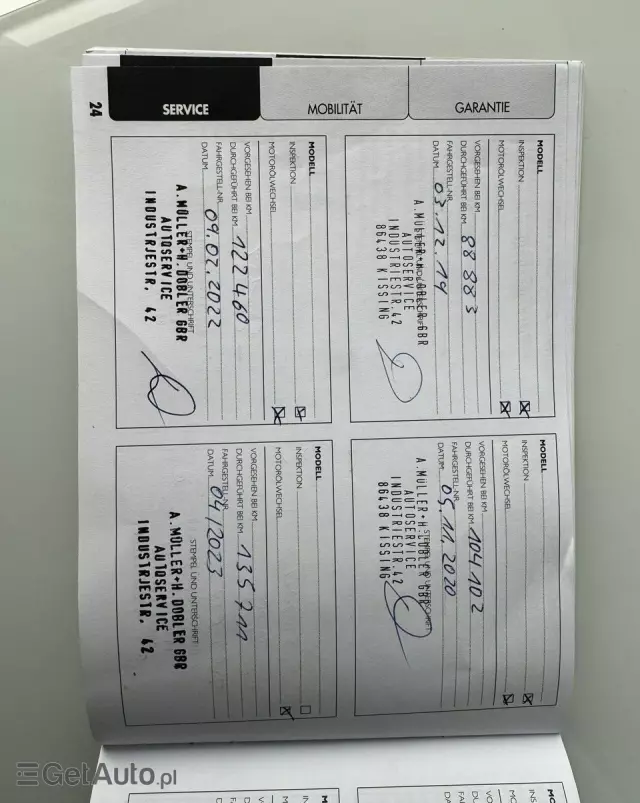 24
SERVICE
MOBILITÄT
GARANTIE
MODELL
INSPEKTION
MOTORÖLWECHSEL
VORGESEHEN BEI KM
DURCHGEFÜHRT BEI KM 88 883
FAHRGESTELL-NR.
DATUM 03.12.19
A.MÜLLER+H.DOBLER GBR
AUTOSERVICE
INDUSTRIESTR.42
86438 KISSING
MODELL
INSPEKTION
MOTORÖLWECHSEL
VORGESEHEN BEI KM
DURCHGEFÜHRT BEI KM 104 102
FAHRGESTELL-NR.
DATUM 05.11.2020
STEMPEL UND UNTERSCHRIFT
A.MÜLLER+H.DOBLER GBR
AUTOSERVICE
INDUSTRIESTR.42
86438 KISSING
MODELL
INSPEKTION
MOTORÖLWECHSEL
VORGESEHEN BEI KM
DURCHGEFÜHRT BEI KM 122 460
FAHRGESTELL-NR.
DATUM 09.02.2022
STEMPEL UND UNTERSCHRIFT
A.MÜLLER+H.DOBLER GBR
AUTOSERVICE
INDUSTRIESTR. 42
MODELL
INSPEKTION
MOTORÖLWECHSEL
VORGESEHEN BEI KM
DURCHGEFÜHRT BEI KM 135 711
FAHRGESTELL-NR.
DATUM 04/2023
STEMPEL UND UNTERSCHRIFT
A.MÜLLER+H.DOBLER GBR
AUTOSERVICE
INDUSTRIESTR. 42
GetAuto.pl